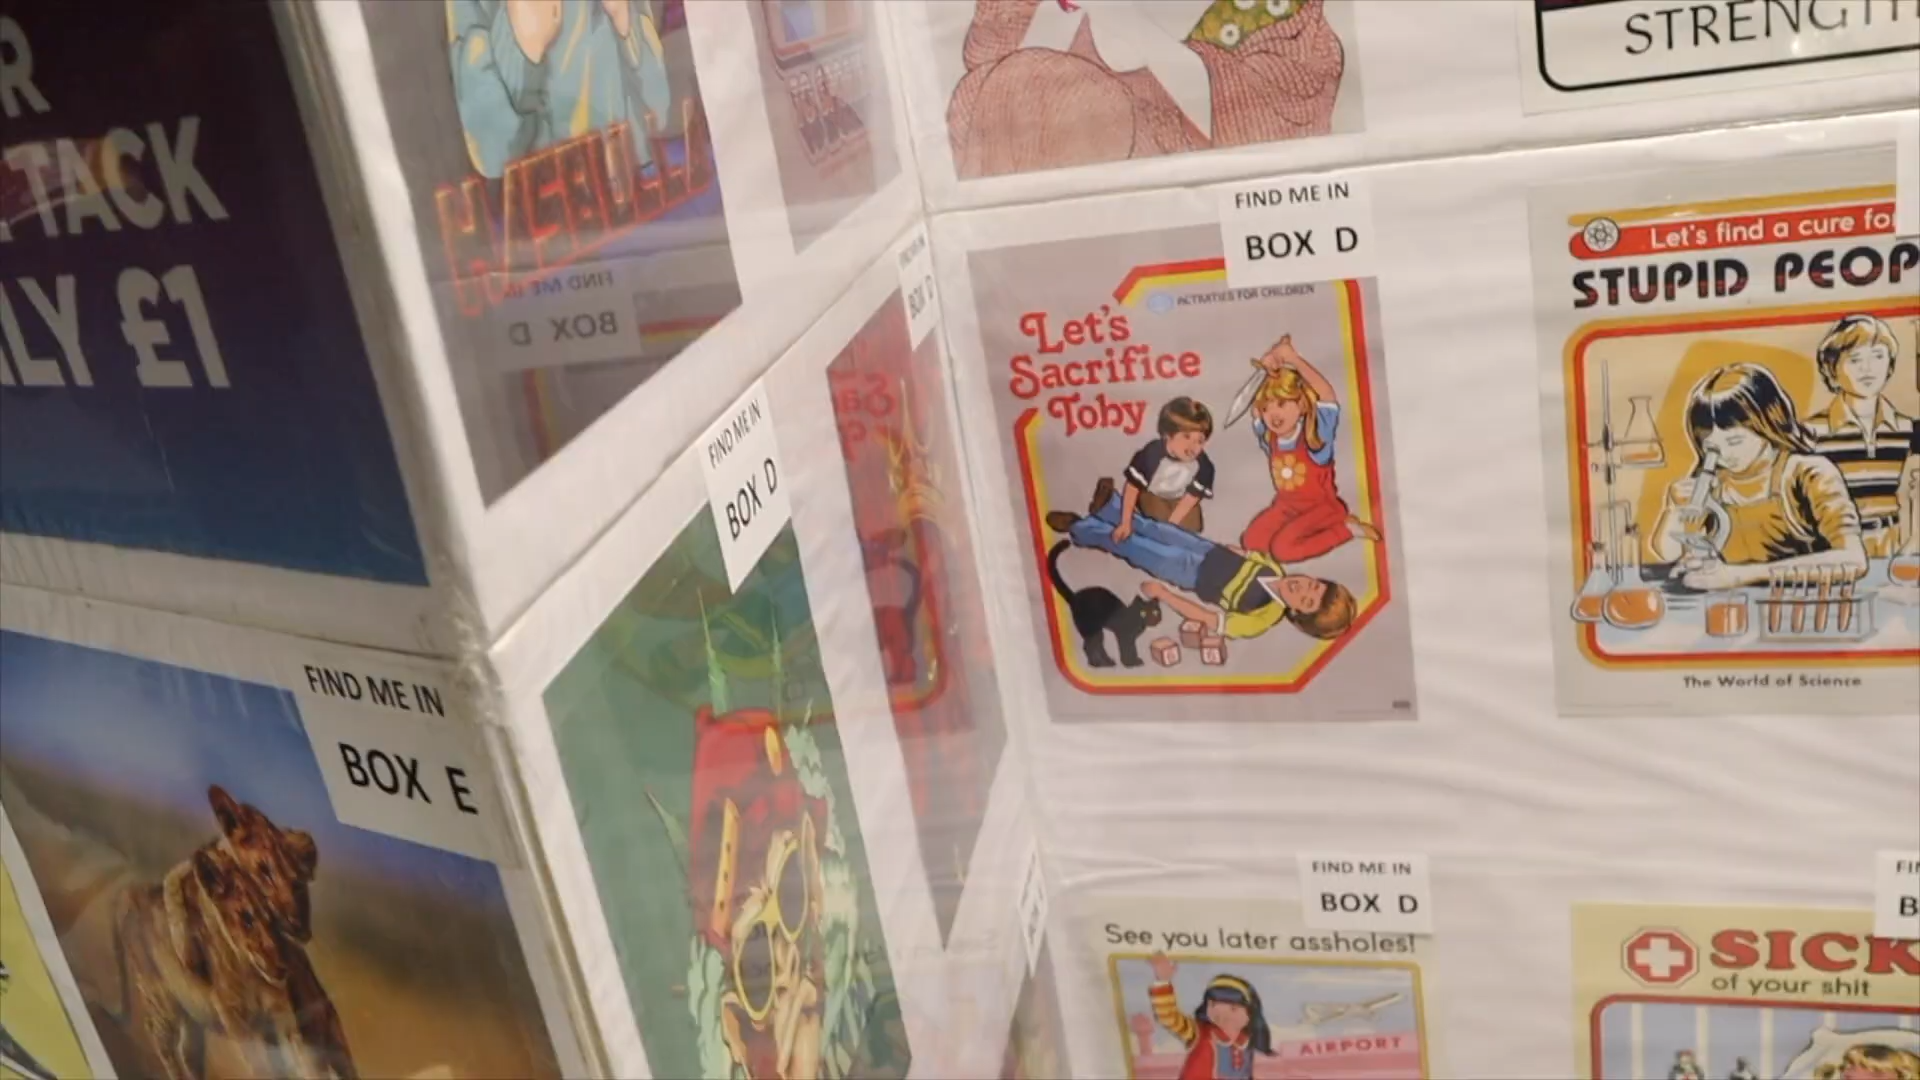 R
TACK
LY £1
FIND ME IN
BOX D
STRENGTH
FIND ME IN
BOX D
ACTIVITIES FOR CHILDREN
Let's
Sacrifice
Toby
Let's find a cure for
STUPID PEOP
The World of Science
BOX D
FIND ME IN
BOX D
FIND ME IN
BOX E
FIND ME IN
BOX D
See you later assholes!
AIRPORT
SICK
of your shit